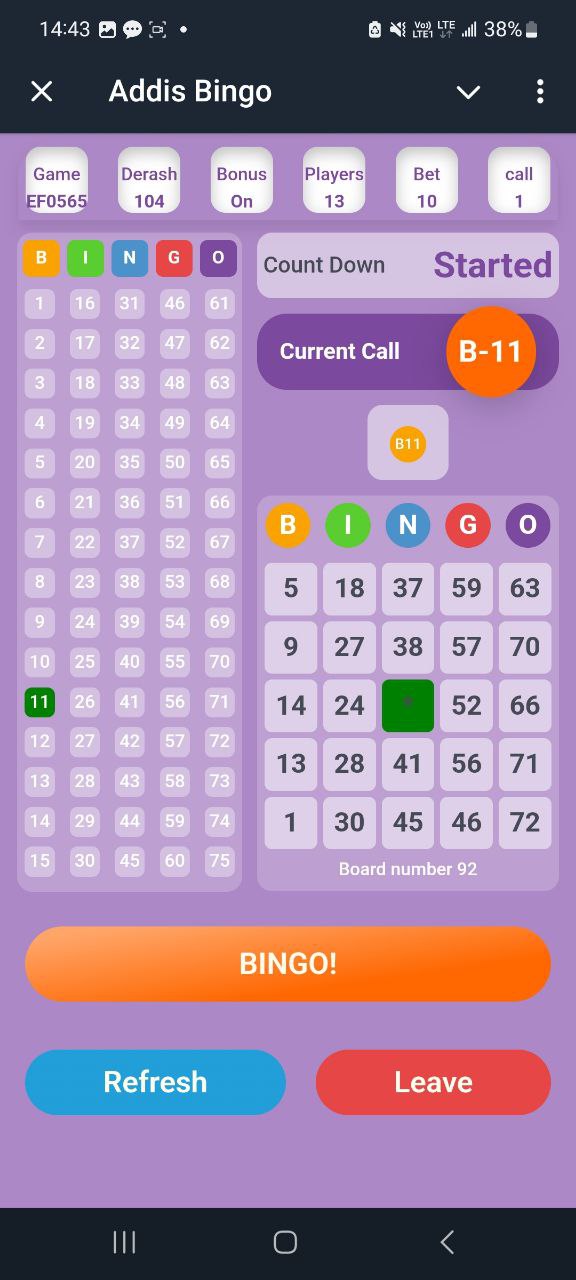 14:43 Vo)) LTE1 LTE 38%
Addis Bingo
Game Derash Bonus Players Bet call
EF0565 104 On 13 10 1
B I N G O
1 16 31 46 61
2 17 32 47 62
3 18 33 48 63
4 19 34 49 64
5 20 35 50 65
6 21 36 51 66
7 22 37 52 67
8 23 38 53 68
9 24 39 54 69
10 25 40 55 70
11 26 41 56 71
12 27 42 57 72
13 28 43 58 73
14 29 44 59 74
15 30 45 60 75
Count Down Started
Current Call B-11
B11
B I N G O
5 18 37 59 63
9 27 38 57 70
14 24 * 52 66
13 28 41 56 71
1 30 45 46 72
Board number 92
BINGO!
Refresh Leave